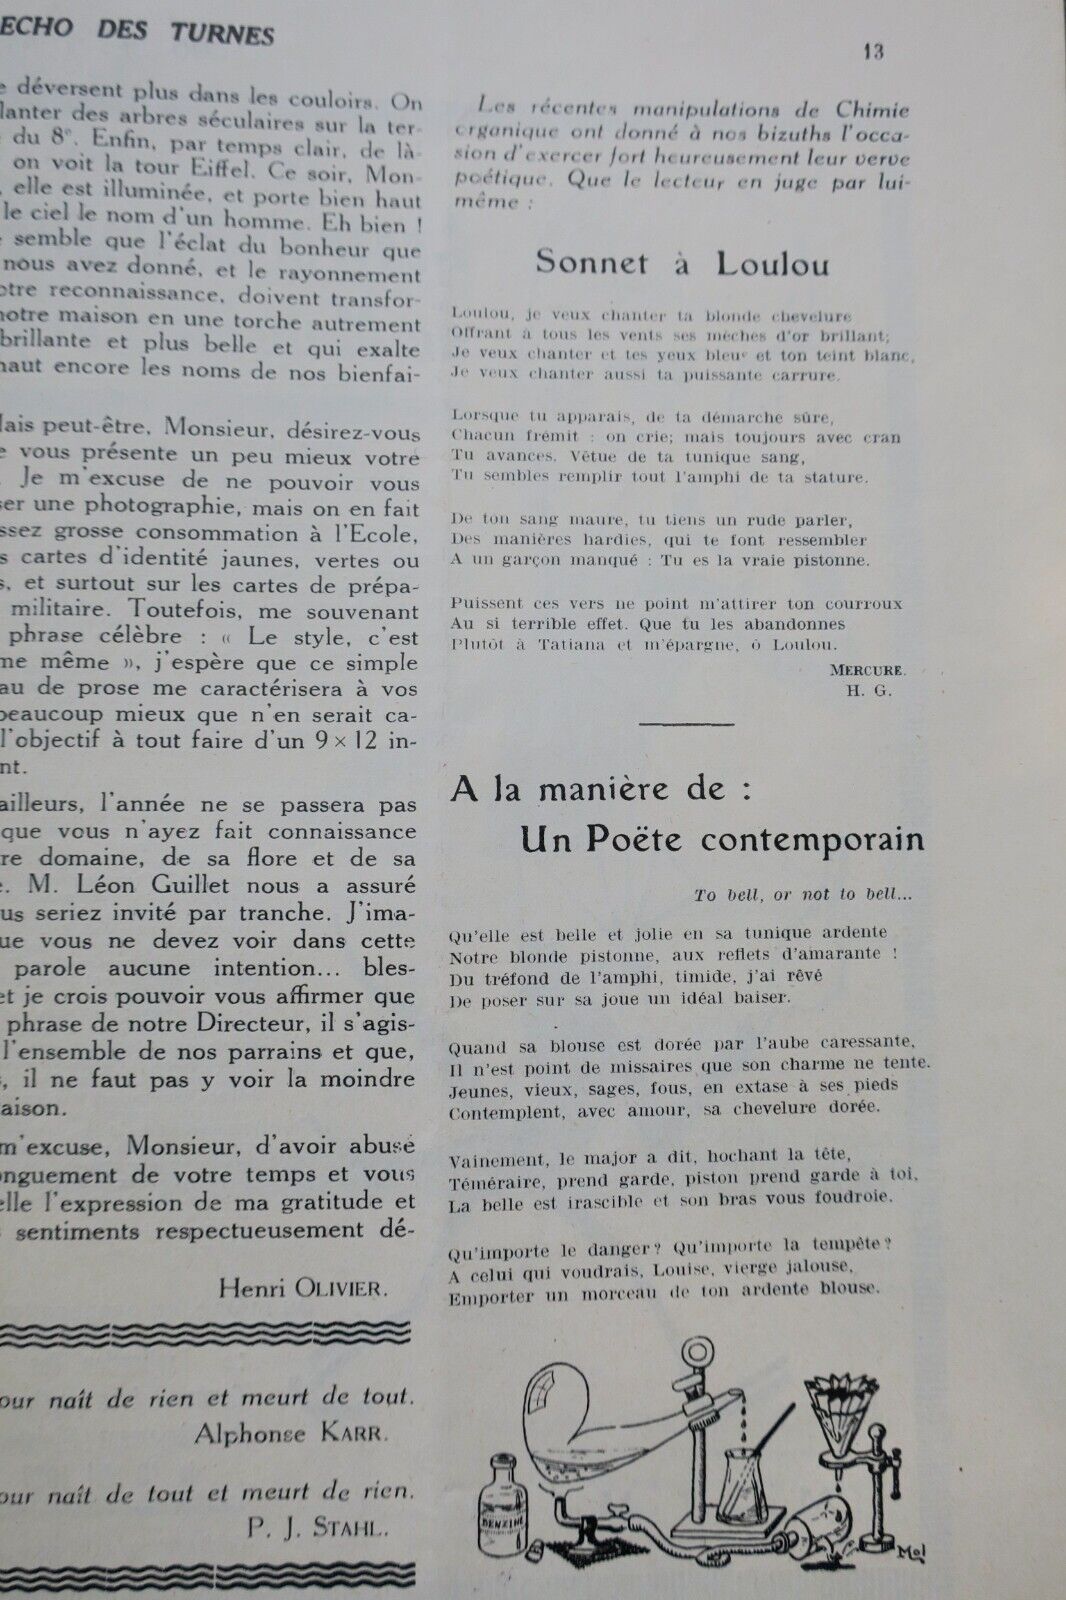 ECHO DES TURNES
13
déversent plus dans les couloirs. On
lanter des arbres séculaires sur la ter-
du 8e. Enfin, par temps clair, de là-
on voit la tour Eiffel. Ce soir, Mon-
, elle est illuminée, et porte bien haut
le ciel le nom d'un homme. Eh bien !
semble que l'éclat du bonheur que
nous avez donné, et le rayonnement
otre reconnaissance, doivent transfor-
notre maison en une torche autrement
brillante et plus belle et qui exalte
haut encore les noms de nos bienfai-
Mais peut-être, Monsieur, désirez-vous
e vous présente un peu mieux votre
. Je m'excuse de ne pouvoir vous
ser une photographie, mais on en fait
ssez grosse consommation à l'Ecole,
s cartes d'identité jaunes, vertes ou
s, et surtout sur les cartes de prépa-
militaire. Toutefois, me souvenant
phrase célèbre : « Le style, c'est
me même », j'espère que ce simple
au de prose me caractérisera à vos
beaucoup mieux que n'en serait ca-
l'objectif à tout faire d'un 9 × 12 in-
nt.
ailleurs, l'année ne se passera pas
que vous n'ayez fait connaissance
re domaine, de sa flore et de sa
e. M. Léon Guillet nous a assuré
us seriez invité par tranche. J'ima-
ue vous ne devez voir dans cette
parole aucune intention... bles-
et je crois pouvoir vous affirmer que
phrase de notre Directeur, il s'agis-
l'ensemble de nos parrains et que,
s, il ne faut pas y voir la moindre
aison.
m'excuse, Monsieur, d'avoir abusé
onguement de votre temps et vous
elle l'expression de ma gratitude et
sentiments respectueusement dé-
Henri OLIVIER.
our naît de rien et meurt de tout.
Alphonse KARR.
our naît de tout et meurt de rien.
P. J. STAHL.
Les récentes manipulations de Chimie
organique ont donné à nos bizuths l'occa-
sion d'exercer fort heureusement leur verve
poétique. Que le lecteur en juge par lui-
même :
Sonnet à Loulou
Loulou, je veux chanter ta blonde chevelure
Offrant à tous les vents ses mèches d'or brillant;
Je veux chanter et tes yeux bleus et ton teint blanc,
Je veux chanter aussi ta puissante carrure.
Lorsque tu apparais, de ta démarche sûre,
Chacun frémit : on crie; mais toujours avec cran
Tu avances. Vêtue de ta tunique sang,
Tu sembles remplir tout l'amphi de ta stature.
De ton sang maure, tu tiens un rude parler,
Des manières hardies, qui te font ressembler
A un garçon manqué : Tu es la vraie pistonne.
Puissent ces vers ne point m'attirer ton courroux
Au si terrible effet. Que tu les abandonnes
Plutôt à Tatiana et m'épargne, ô Loulou.
MERCURE.
H. G.
A la manière de :
Un Poëte contemporain
To bell, or not to bell...
Qu'elle est belle et jolie en sa tunique ardente
Notre blonde pistonne, aux reflets d'amarante !
Du tréfond de l'amphi, timide, j'ai rêvé
De poser sur sa joue un idéal baiser.
Quand sa blouse est dorée par l'aube caressante,
Il n'est point de missaires que son charme ne tente.
Jeunes, vieux, sages, fous, en extase à ses pieds
Contemplent, avec amour, sa chevelure dorée.
Vainement, le major a dit, hochant la tête,
Téméraire, prend garde, piston prend garde à toi,
La belle est irascible et son bras vous foudroie.
Qu'importe le danger? Qu'importe la tempête?
A celui qui voudrais, Louise, vierge jalouse,
Emporter un morceau de ton ardente blouse.
BENZINE
Mol